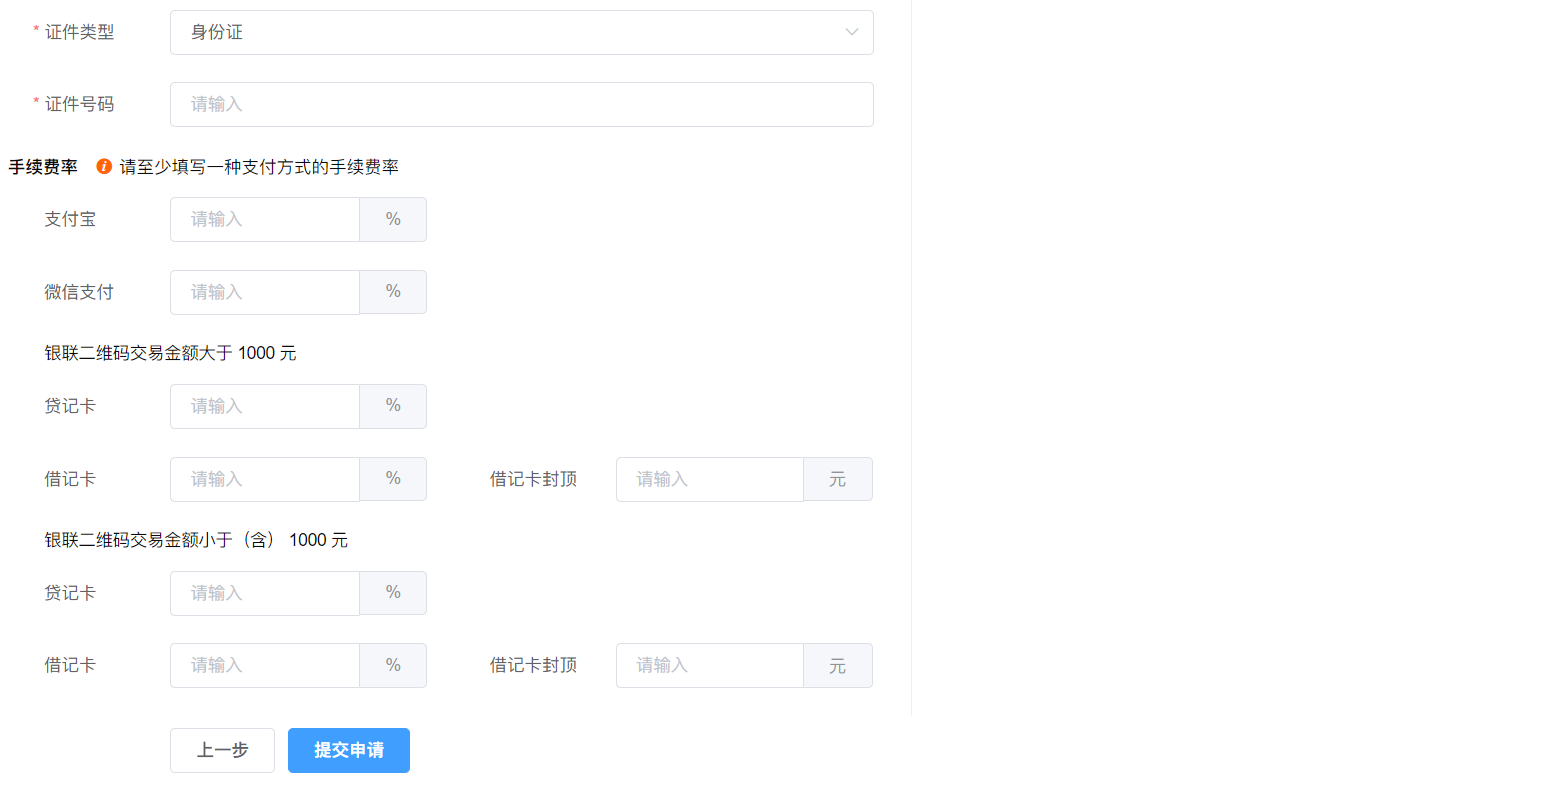 * 证件类型 身份证
* 证件号码 请输入
手续费率 i 请至少填写一种支付方式的手续费率
支付宝 请输入 %
微信支付 请输入 %
银联二维码交易金额大于 1000 元
贷记卡 请输入 %
借记卡 请输入 % 借记卡封顶 请输入 元
银联二维码交易金额小于（含） 1000 元
贷记卡 请输入 %
借记卡 请输入 % 借记卡封顶 请输入 元
上一步 提交申请